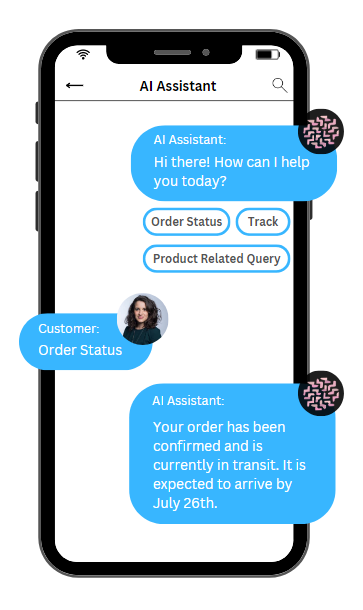 AI Assistant
AI Assistant:
Hi there! How can I help
you today?
Order Status
Track
Product Related Query
Customer:
Order Status
AI Assistant:
Your order has been
confirmed and is
currently in transit. It is
expected to arrive by
July 26th.